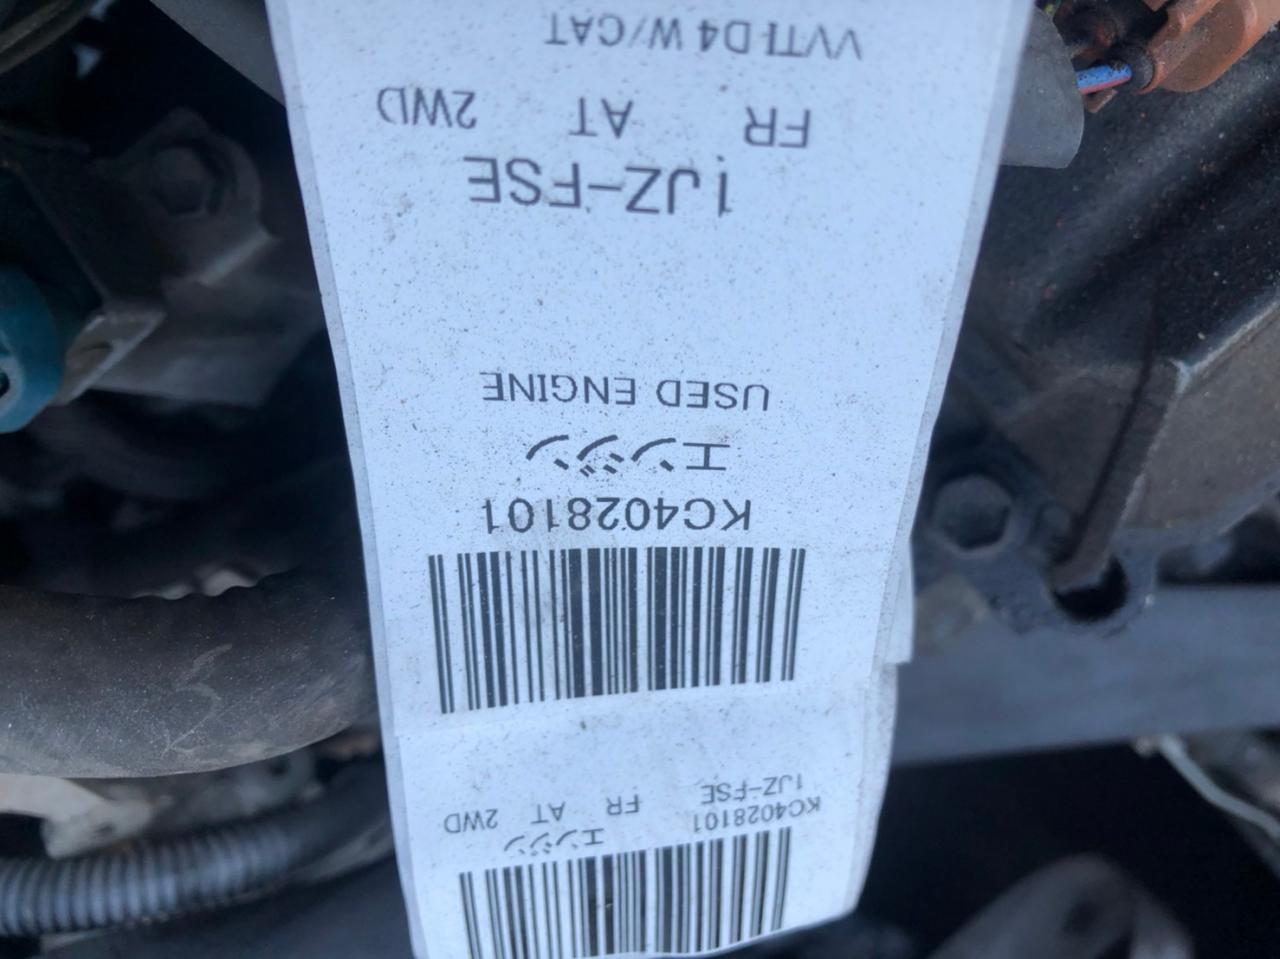 KC4028101
エンジン FR AT 2WD
1JZ-FSE
KC4028101
エンジン
USED ENGINE
1JZ-FSE
FR AT 2WD
VVTI-D4 W/CAT